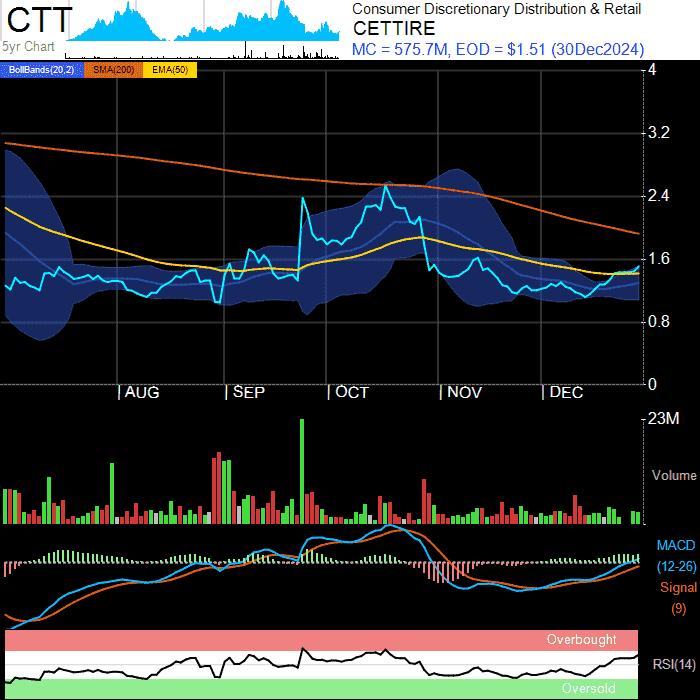 CTT
5yr Chart
Consumer Discretionary Distribution & Retail
CETTIRE
MC = 575.7M, EOD = $1.51 (30Dec2024)
BollBands(20,2) SMA(200) EMA(50)
4
3.2
2.4
1.6
0.8
0
AUG SEP OCT NOV DEC
23M
Volume
MACD
(12-26)
Signal
(9)
Overbought
RSI(14)
Oversold